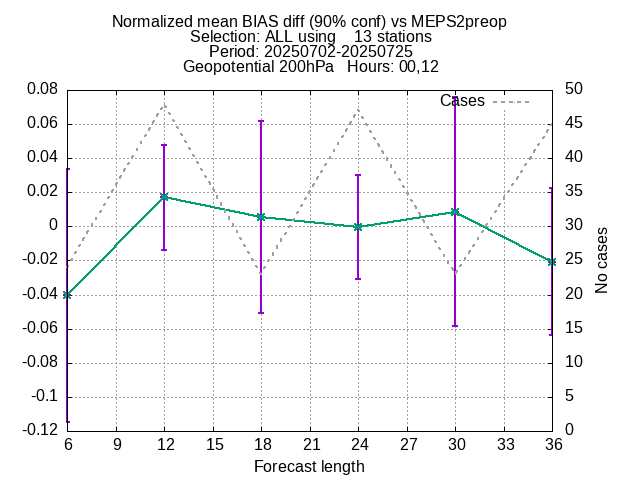 Normalized mean BIAS diff (90% conf) vs MEPS2preop
Selection: ALL using    13 stations
Period: 20250702-20250725
Geopotential 200hPa   Hours: 00,12
Cases
0.08
0.06
0.04
0.02
0
-0.02
-0.04
-0.06
-0.08
-0.1
-0.12
50
45
40
35
30
25
20
15
10
5
0
No cases
6 9 12 15 18 21 24 27 30 33 36
Forecast length